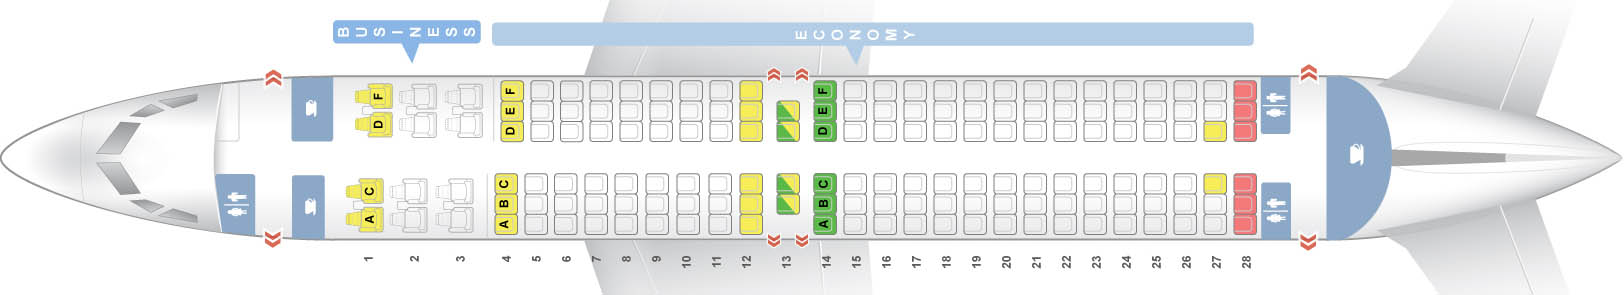 BUSINESS
ECONOMY
F F F
E E
D D D
C C C
B B
A A A
1 2 3 4 5 6 7 8 9 10 11 12 13 14 15 16 17 18 19 20 21 22 23 24 25 26 27 28